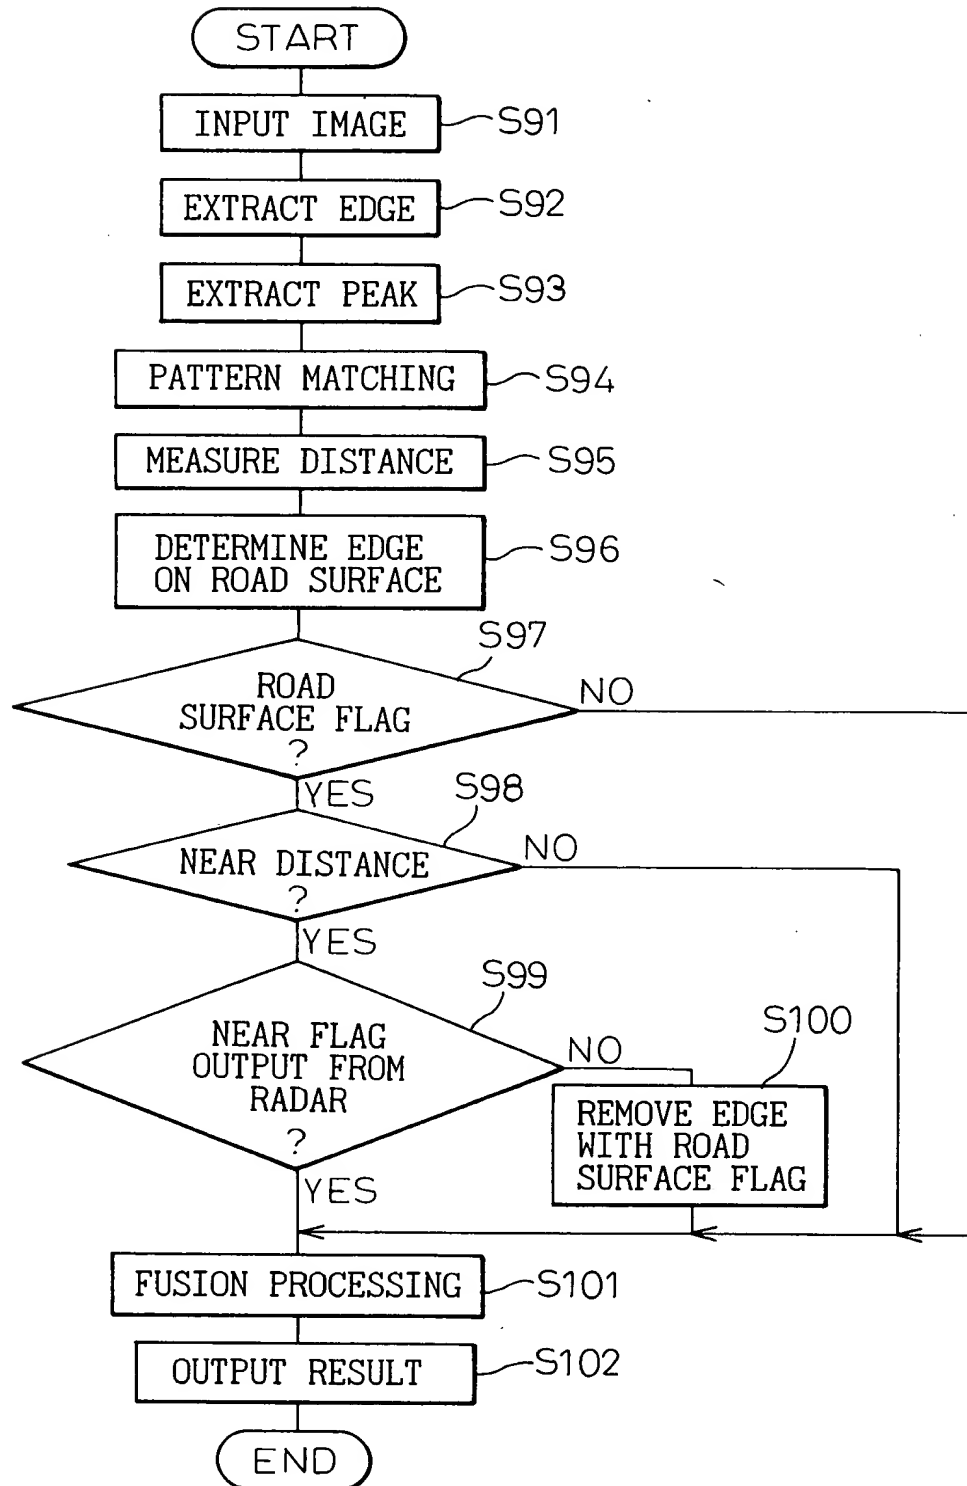 START
INPUT IMAGE
S91
EXTRACT EDGE
S92
EXTRACT PEAK
S93
PATTERN MATCHING
S94
MEASURE DISTANCE
S95
DETERMINE EDGE
ON ROAD SURFACE
S96
S97
ROAD
SURFACE FLAG
?
NO
YES
S98
NEAR DISTANCE
?
NO
YES
S99
NEAR FLAG
OUTPUT FROM
RADAR
?
NO
S100
REMOVE EDGE
WITH ROAD
SURFACE FLAG
YES
FUSION PROCESSING
S101
OUTPUT RESULT
S102
END